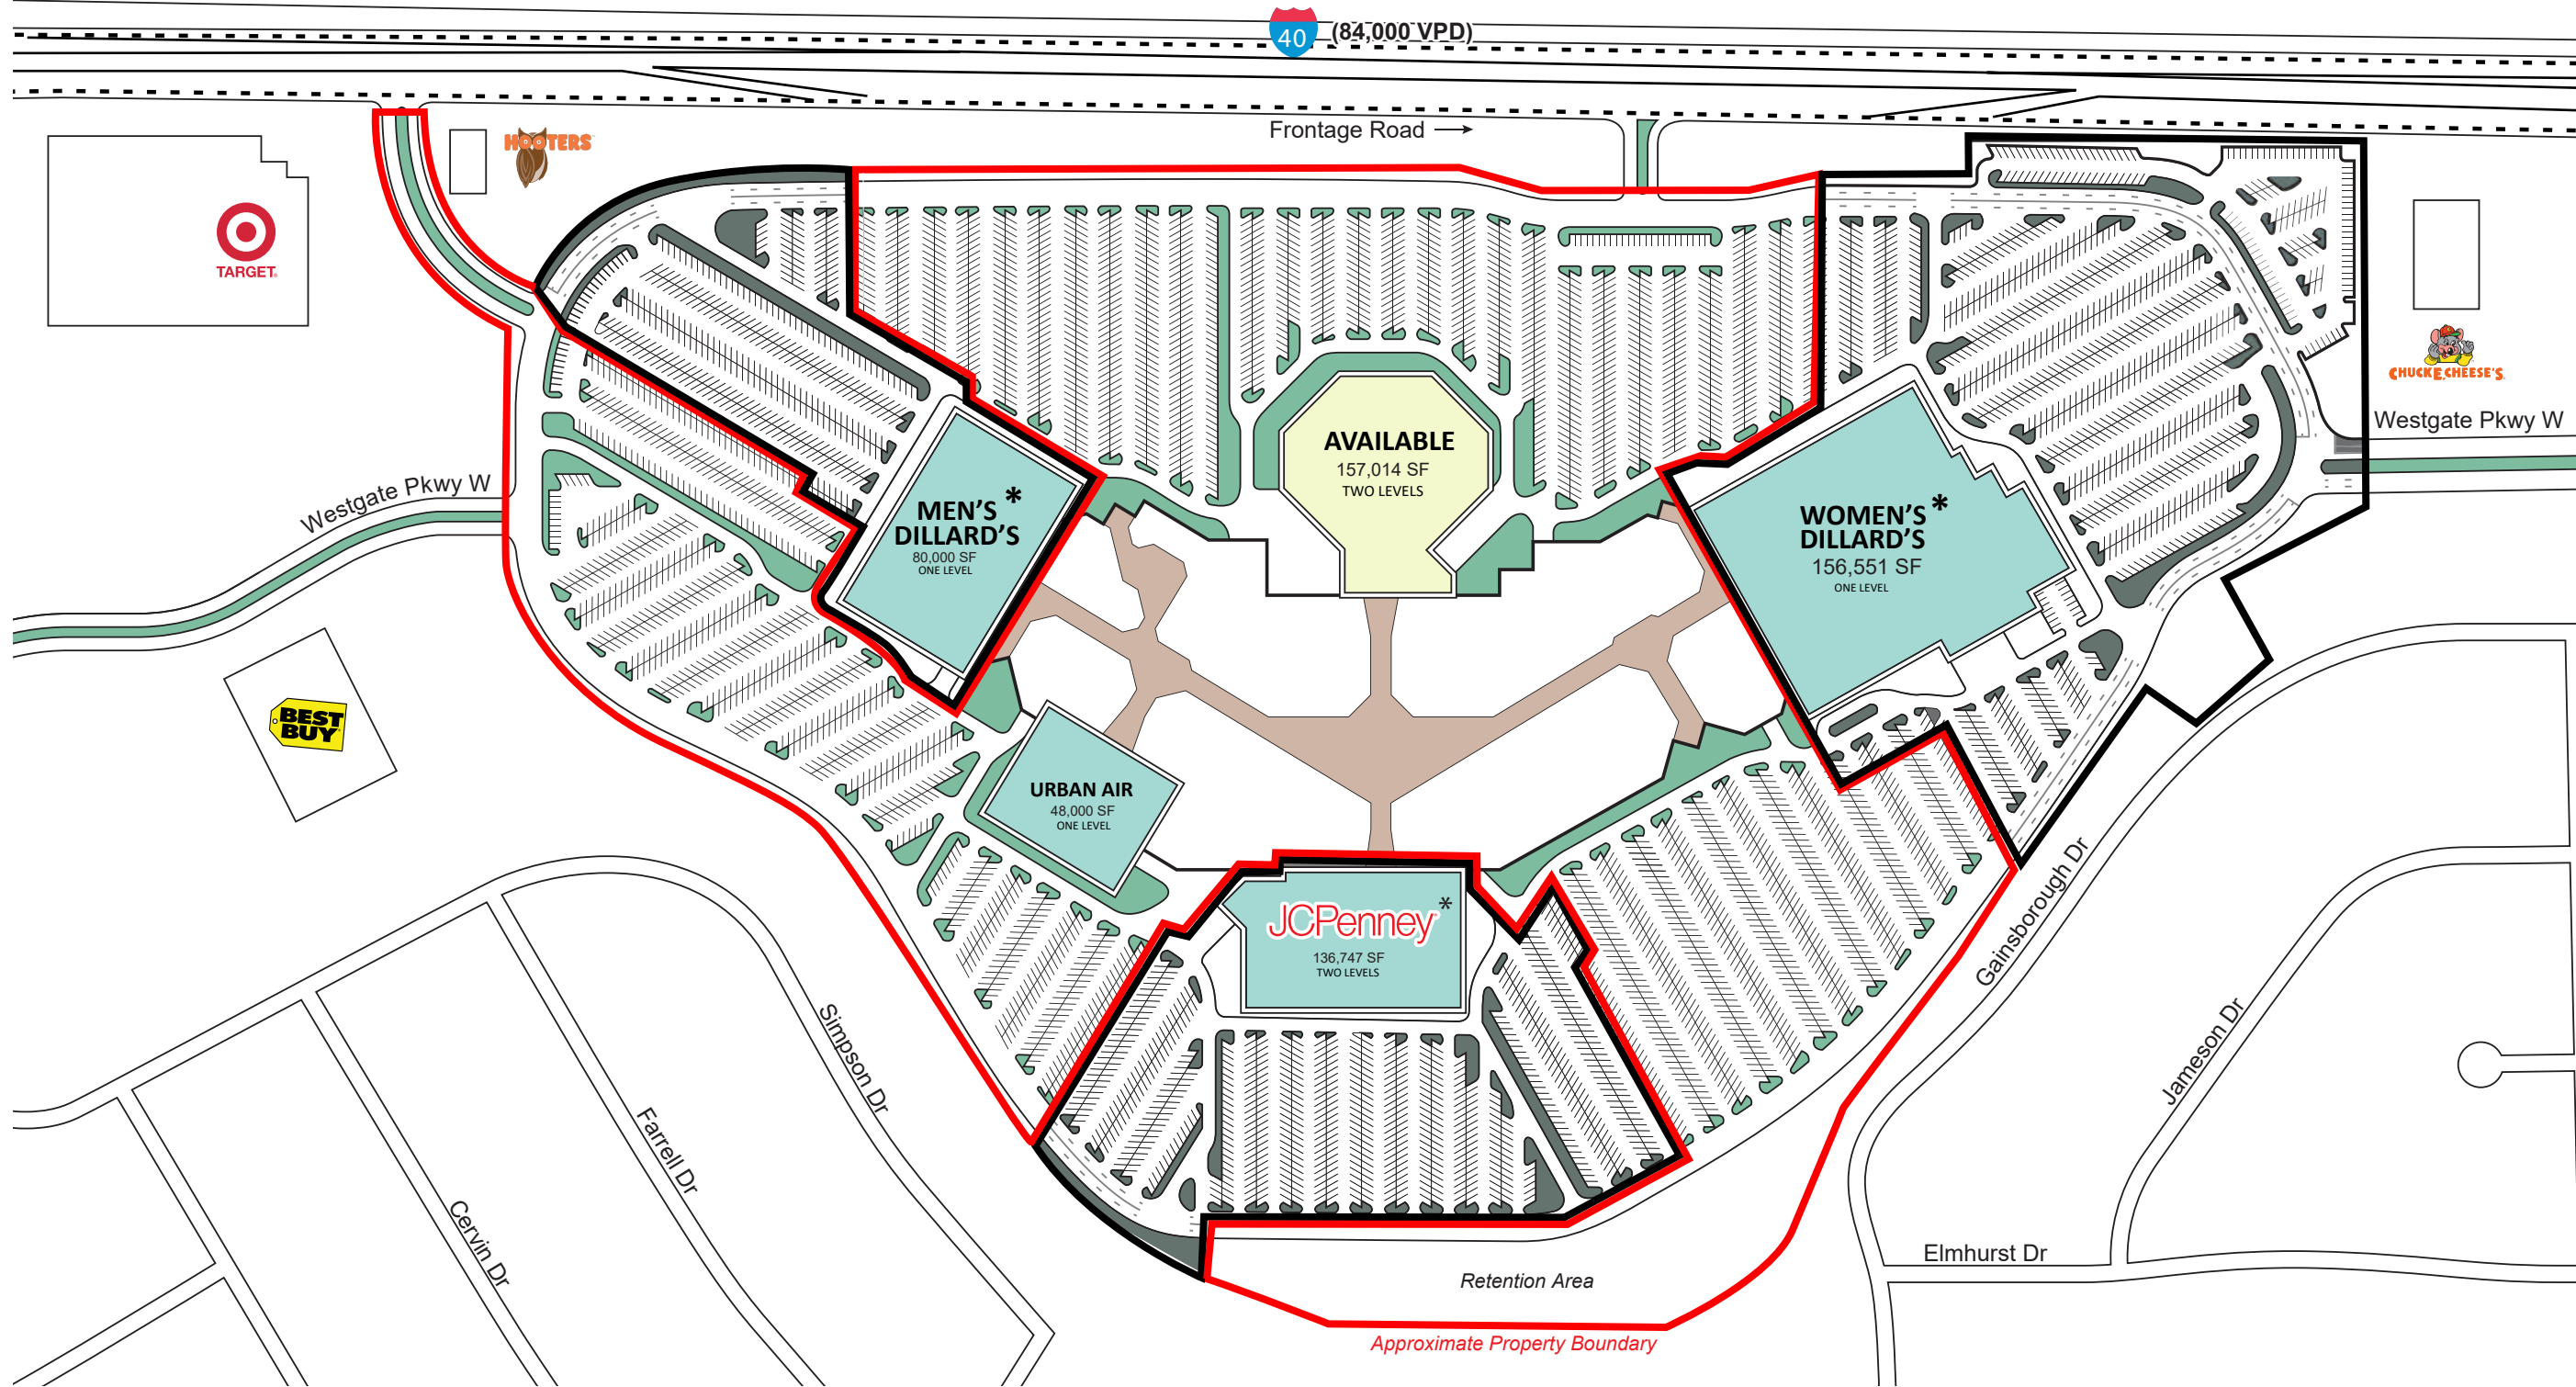 40 (84,000 VPD)
Frontage Road
HOOTERS
TARGET
CHUCK E. CHEESE'S
Westgate Pkwy W
AVAILABLE
157,014 SF
TWO LEVELS
Westgate Pkwy W
MEN'S *
DILLARD'S
80,000 SF
ONE LEVEL
WOMEN'S *
DILLARD'S
156,551 SF
ONE LEVEL
BEST
BUY
URBAN AIR
48,000 SF
ONE LEVEL
JCPenney *
136,747 SF
TWO LEVELS
Gainsborough Dr
Jameson Dr
Simpson Dr
Farrell Dr
Cervin Dr
Elmhurst Dr
Retention Area
Approximate Property Boundary